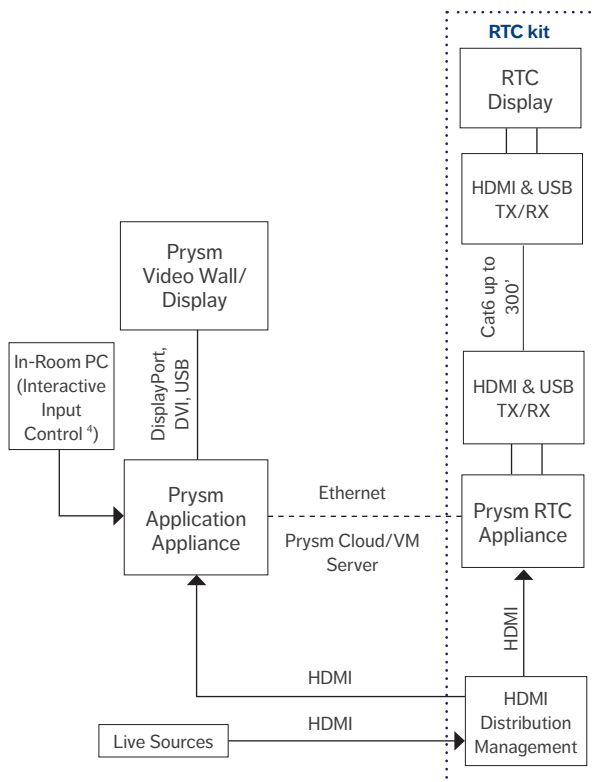 RTC kit
RTC
Display
HDMI & USB
TX/RX
Cat6 up to
300'
Prysm
Video Wall/
Display
In-Room PC
(Interactive
Input
Control 4)
DisplayPort,
DVI, USB
HDMI & USB
TX/RX
Prysm
Application
Appliance
Ethernet
Prysm Cloud/VM
Server
Prysm RTC
Appliance
HDMI
HDMI
HDMI
Live Sources
HDMI
Distribution
Management